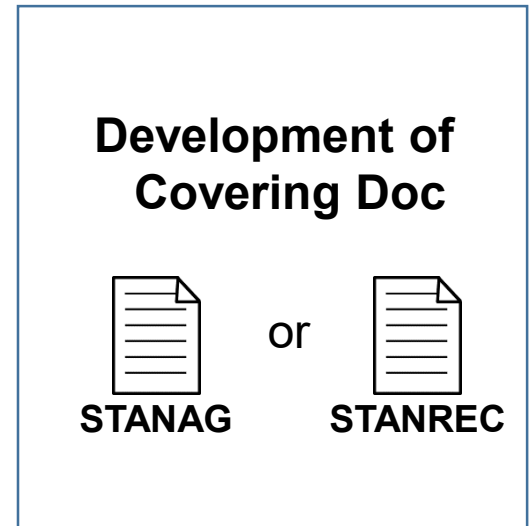 Development of
Covering Doc
or
STANAG
STANREC